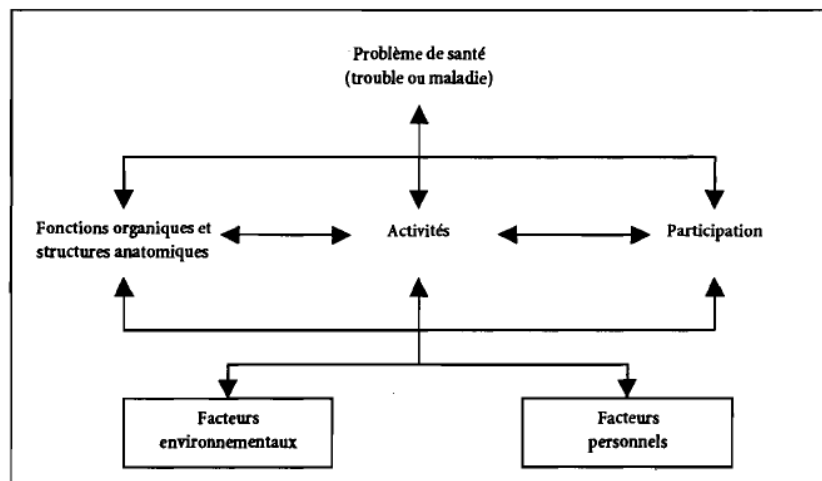 Problème de santé
(trouble ou maladie)
Fonctions organiques et
structures anatomiques
Activités
Participation
Facteurs
environnementaux
Facteurs
personnels